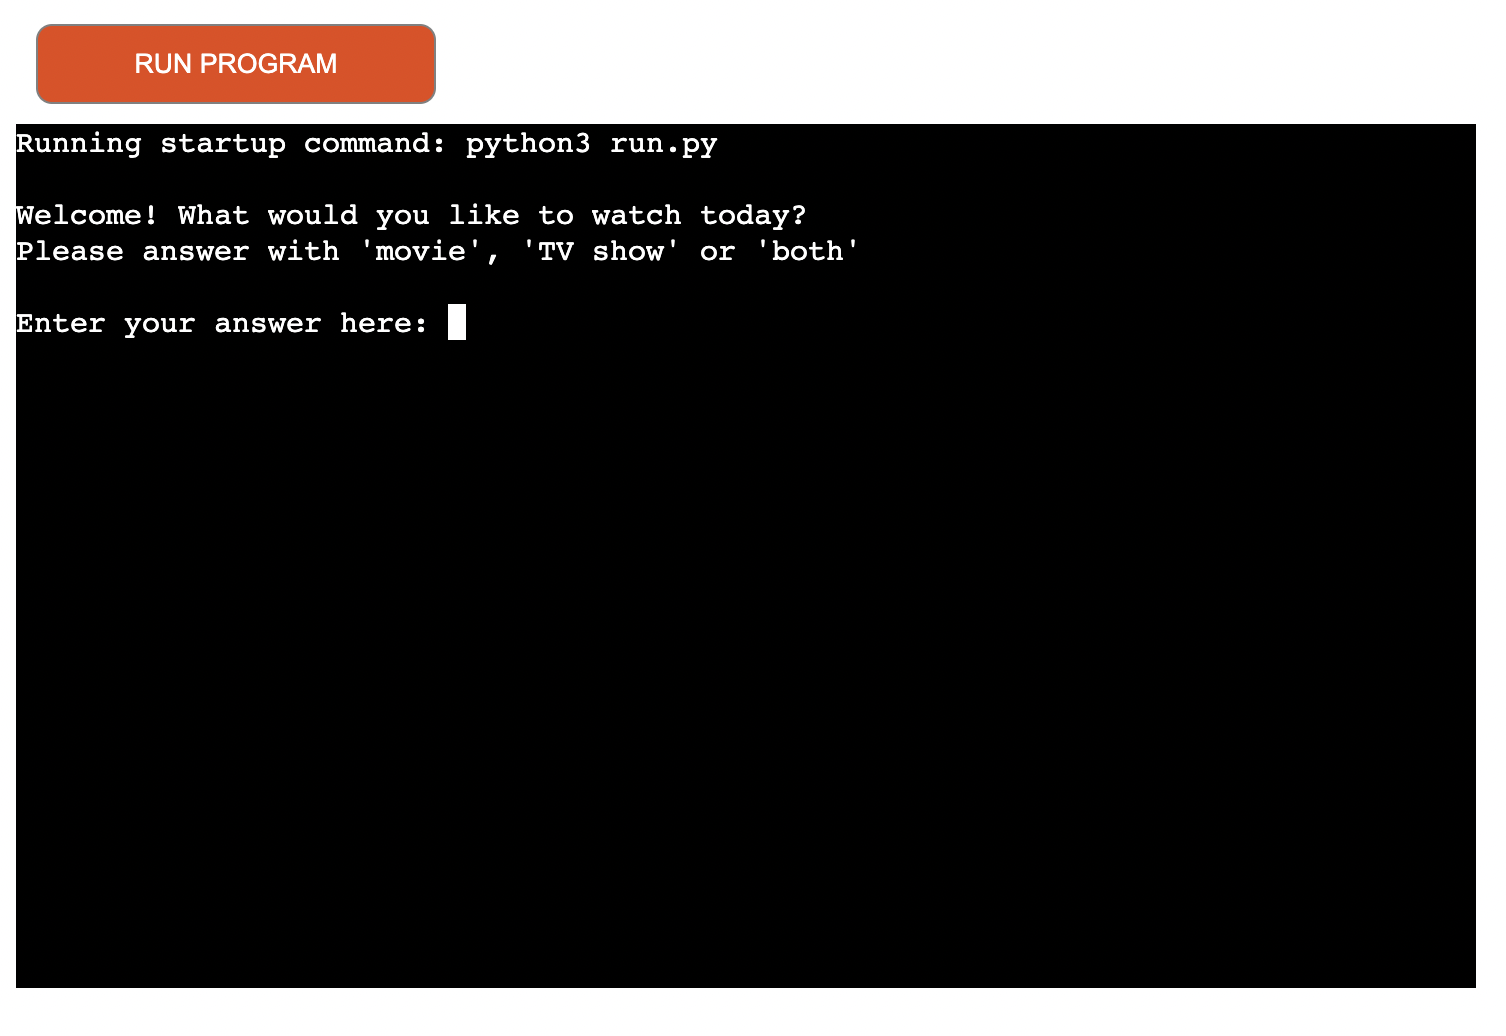 RUN PROGRAM
Running startup command: python3 run.py
Welcome! What would you like to watch today?
Please answer with 'movie', 'TV show' or 'both'
Enter your answer here: